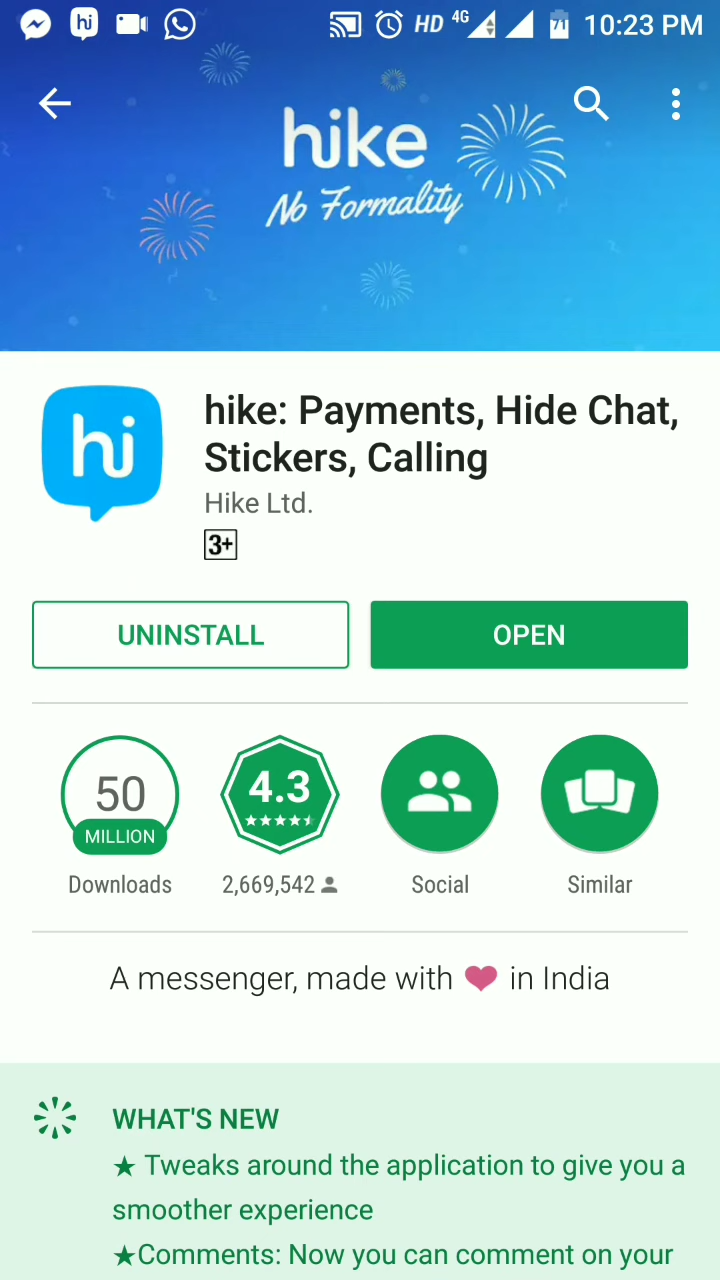 hi HD 4G 71 10:23 PM
hike
No Formality
hi
hike: Payments, Hide Chat,
Stickers, Calling
Hike Ltd.
3+
UNINSTALL OPEN
50
MILLION
4.3
Downloads 2,669,542 Social Similar
A messenger, made with ❤ in India
WHAT'S NEW
★ Tweaks around the application to give you a
smoother experience
★Comments: Now you can comment on your